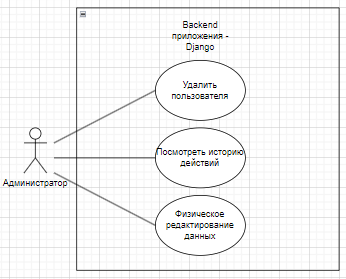 Backend
приложения -
Django
Удалить
пользователя
Посмотреть историю
действий
Администратор
Физическое
редактирование
данных